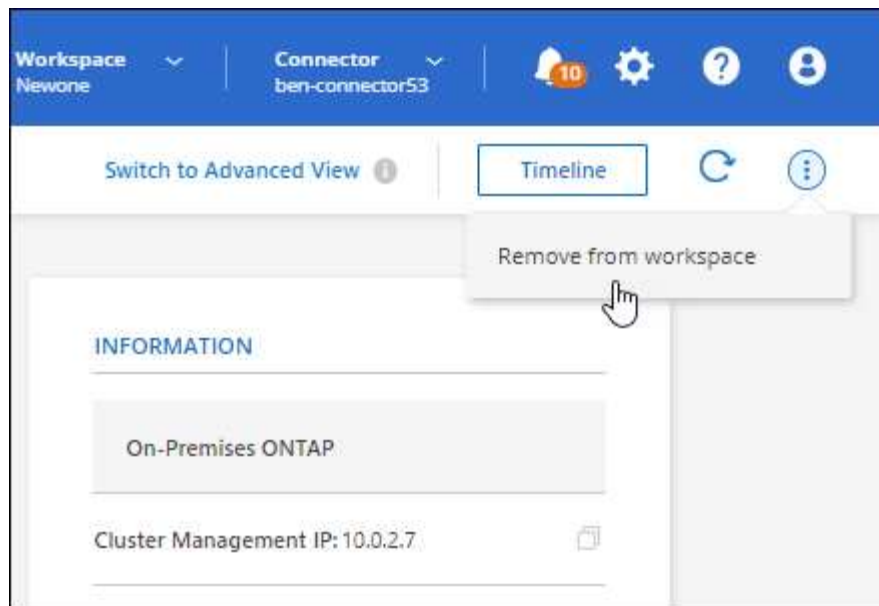 Workspace
Newone
Connector
ben-connector53
10
Switch to Advanced View
Timeline
Remove from workspace
INFORMATION
On-Premises ONTAP
Cluster Management IP: 10.0.2.7